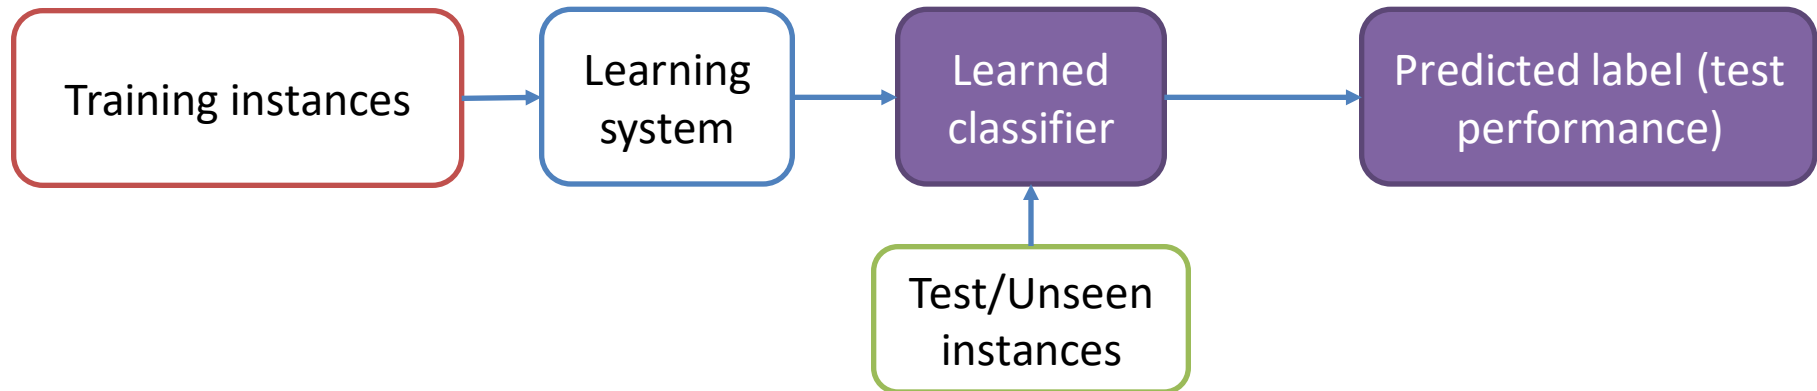 Training instances
Learning
system
Learned
classifier
Predicted label (test
performance)
Test/Unseen
instances